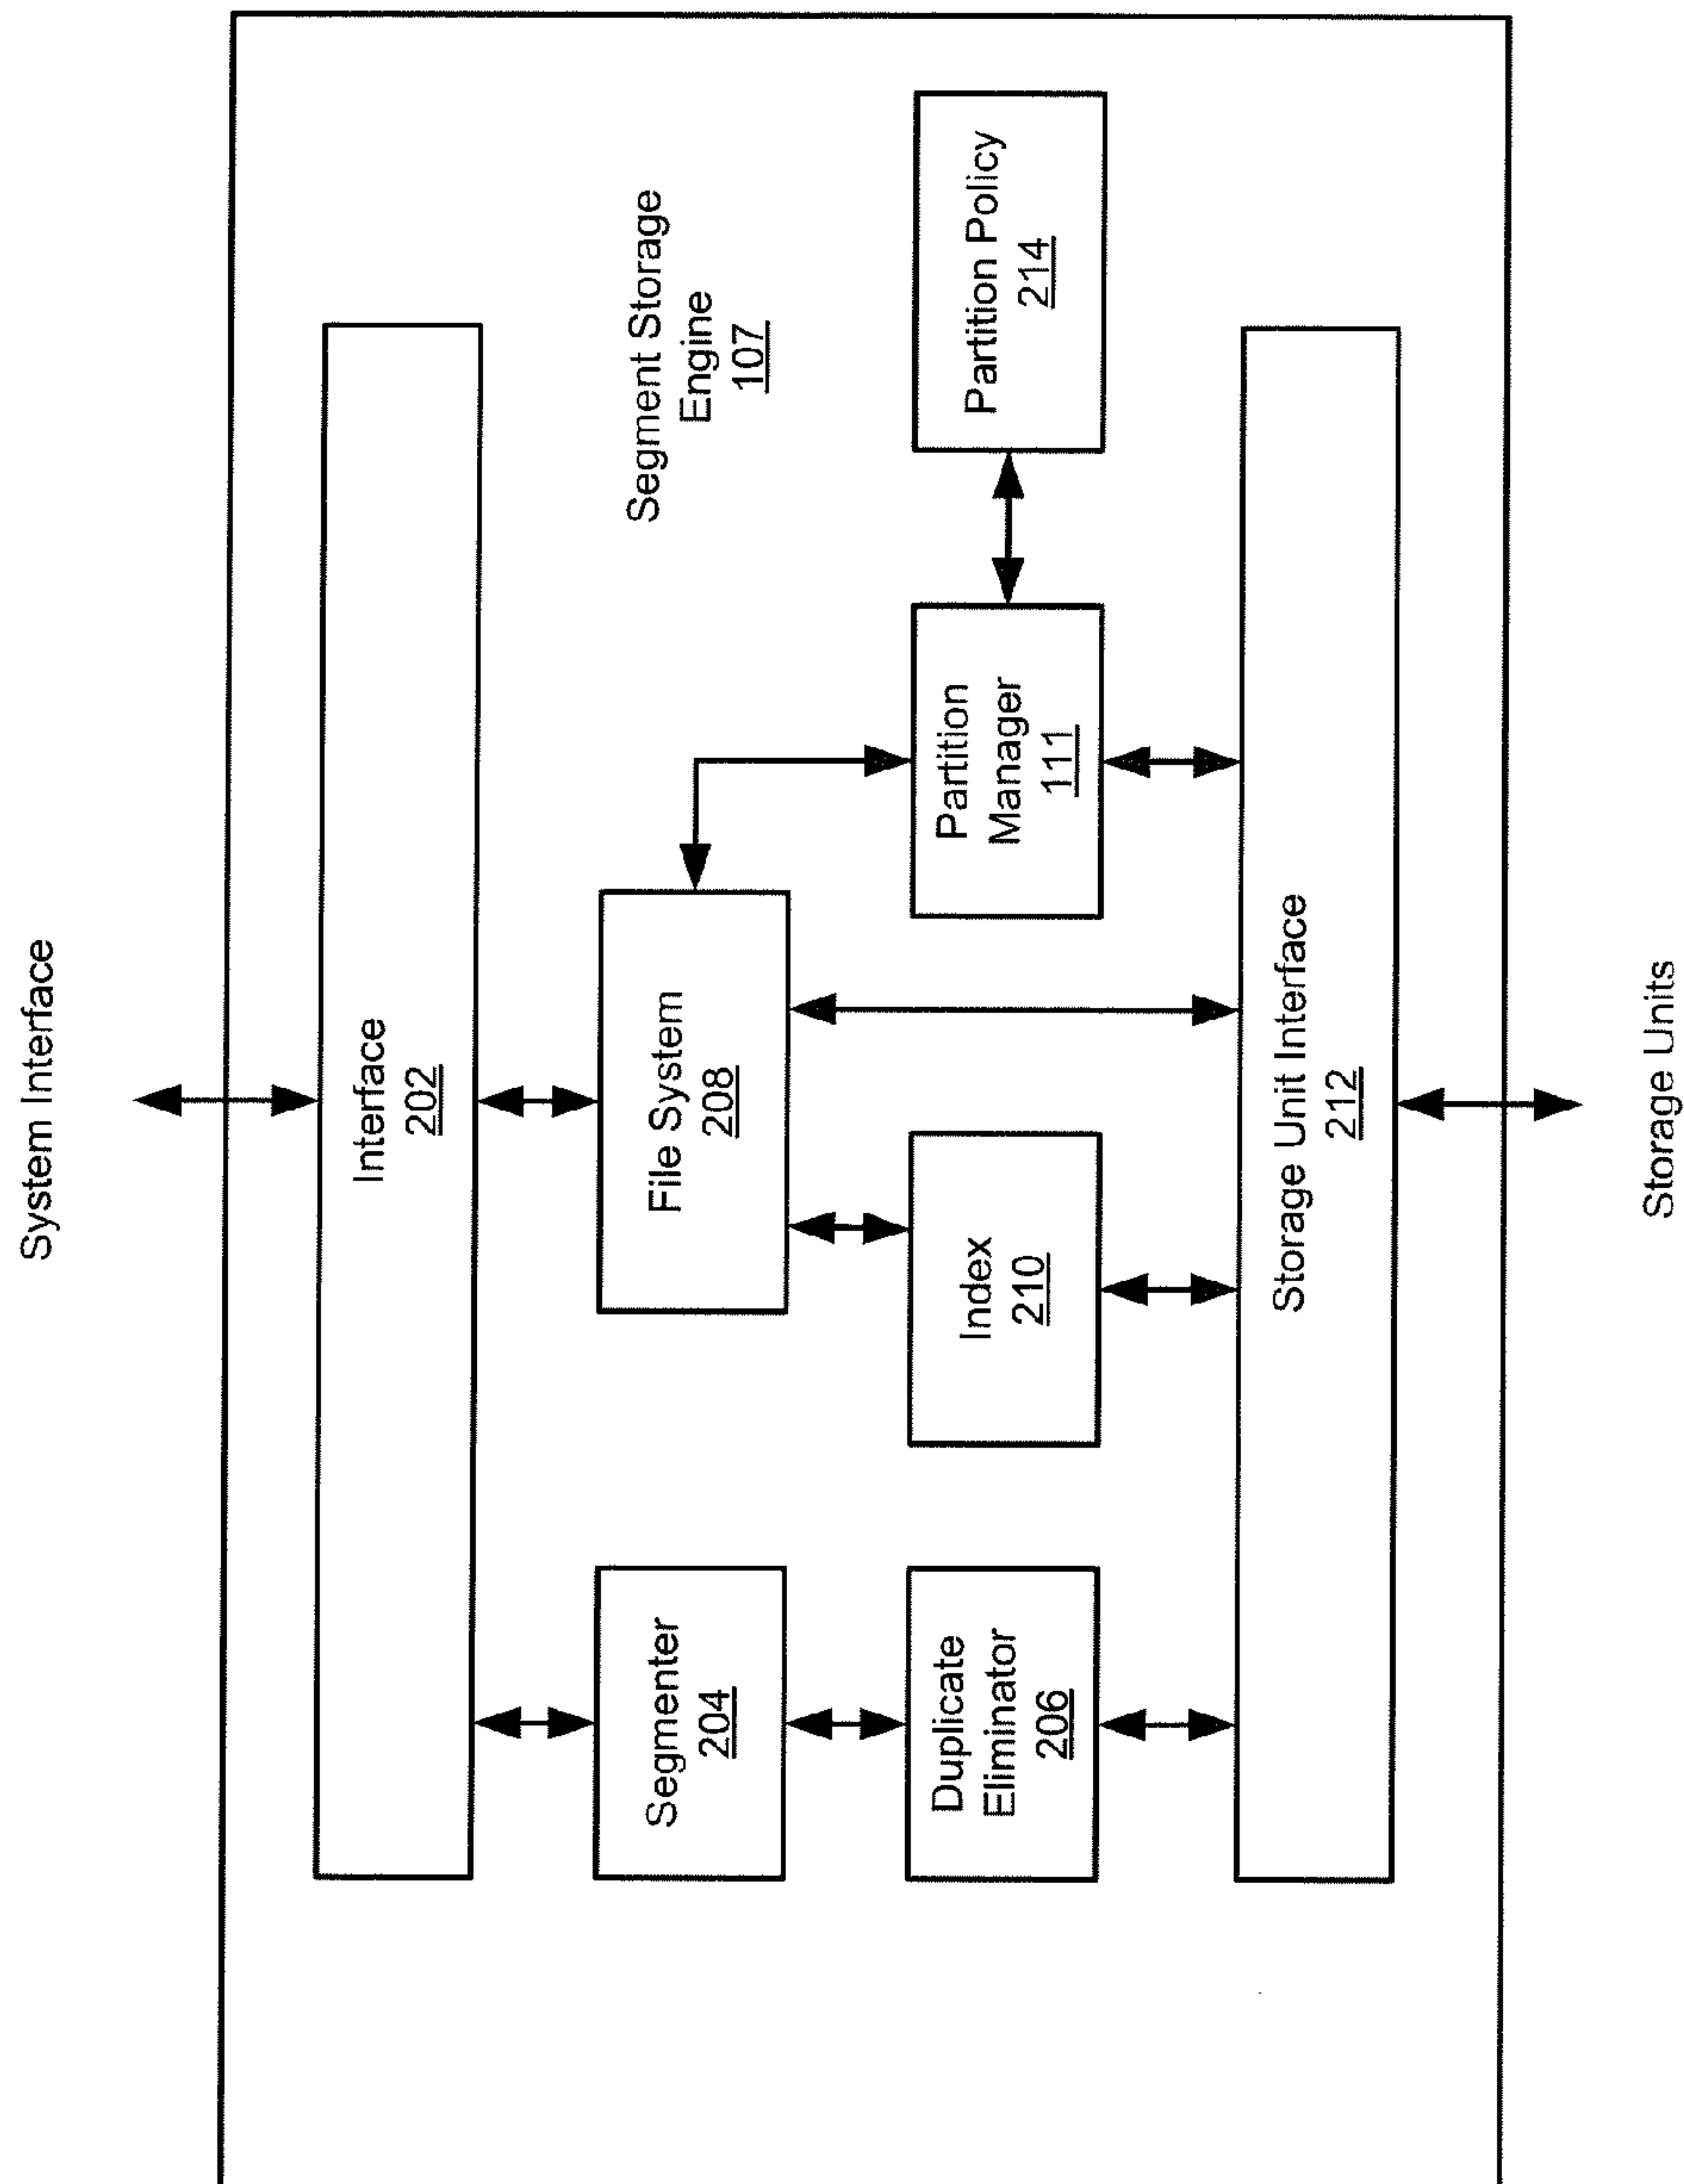 System Interface
Interface
202
Segment Storage
Engine
107
File System
208
Segmenter
204
Duplicate
Eliminator
206
Index
210
Partition
Manager
111
Partition Policy
214
Storage Unit Interface
212
Storage Units